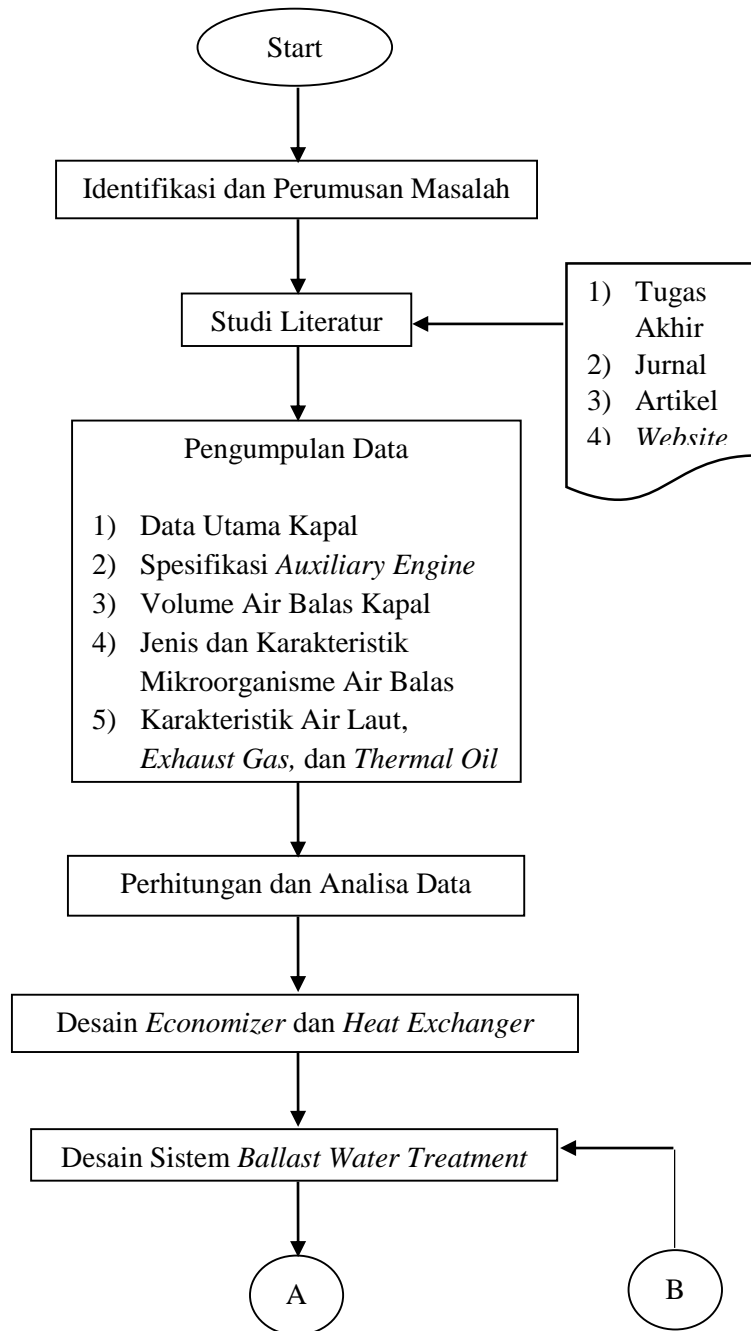 Start
Identifikasi dan Perumusan Masalah
Studi Literatur
1) Tugas
Akhir
2) Jurnal
3) Artikel
4) Website
Pengumpulan Data
1) Data Utama Kapal
2) Spesifikasi Auxiliary Engine
3) Volume Air Balas Kapal
4) Jenis dan Karakteristik
Mikroorganisme Air Balas
5) Karakteristik Air Laut,
Exhaust Gas, dan Thermal Oil
Perhitungan dan Analisa Data
Desain Economizer dan Heat Exchanger
Desain Sistem Ballast Water Treatment
A
B